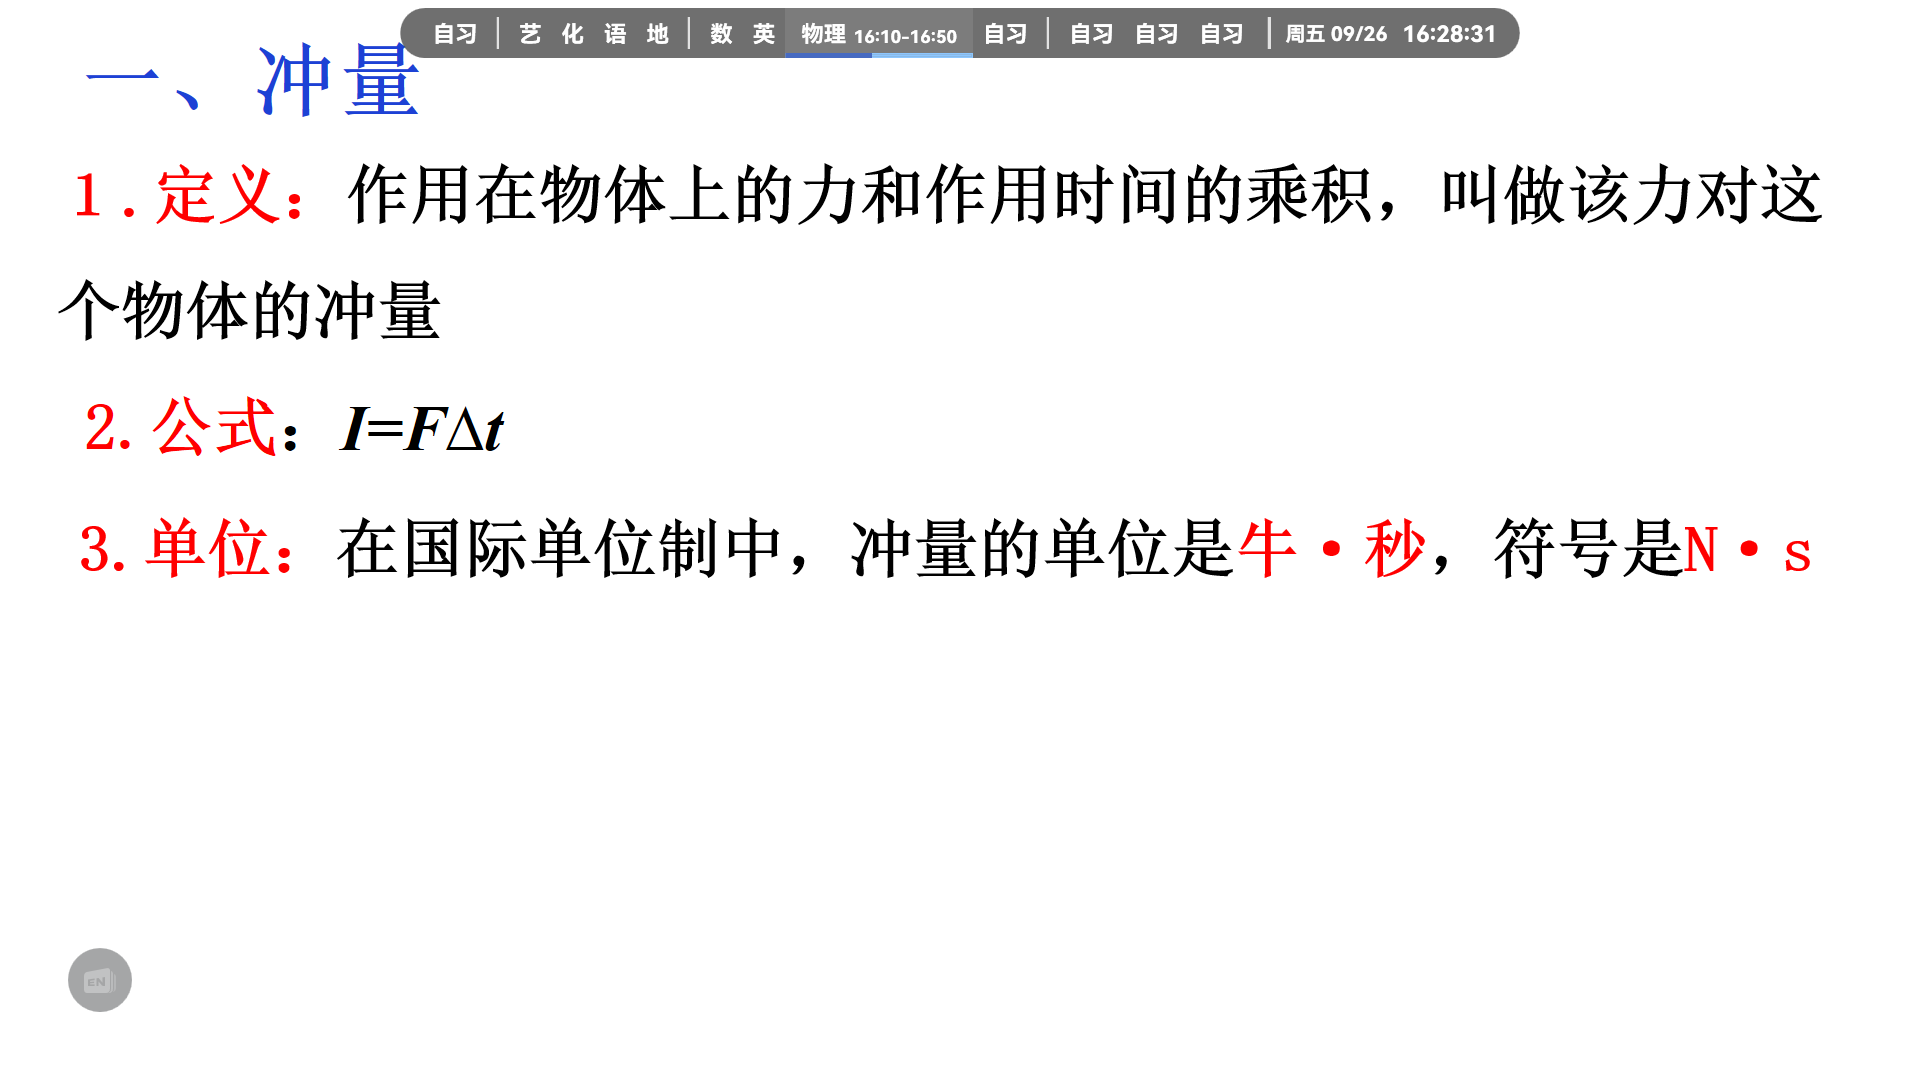 自习 | 艺 化 语 地 | 数 英 物理 16:10-16:50 自习 | 自习 自习 自习 | 周五 09/26 16:28:31
一、冲量
1.定义：作用在物体上的力和作用时间的乘积，叫做该力对这
个物体的冲量
2.公式：I=FΔt
3.单位：在国际单位制中，冲量的单位是牛·秒，符号是N·s
EN